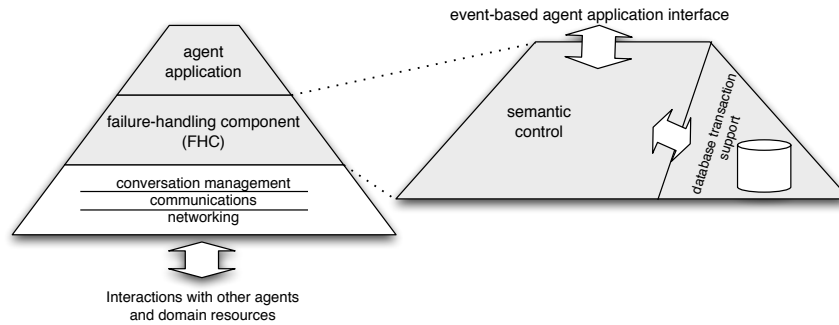 event-based agent application interface
agent
application
failure-handling component
(FHC)
conversation management
communications
networking
Interactions with other agents
and domain resources
semantic
control
database transaction
support